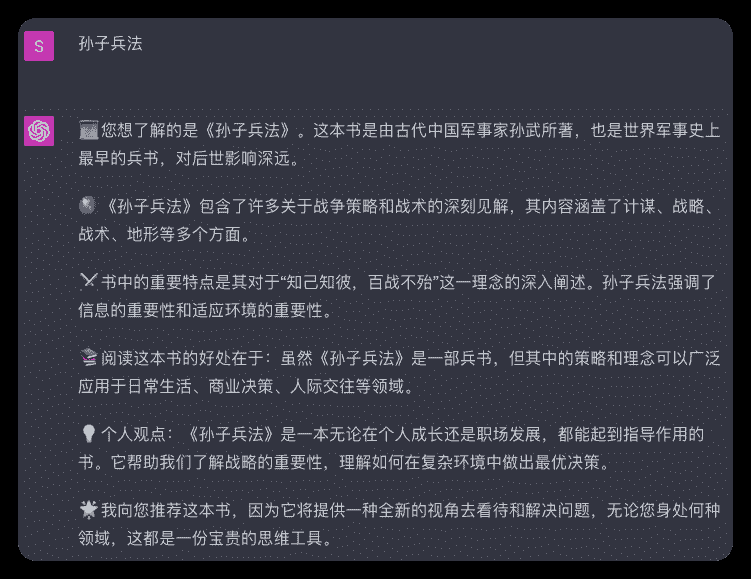 S
孙子兵法
您想了解的是《孙子兵法》。这本书是由古代中国军事家孙武所著，也是世界军事史上
最早的兵书，对后世影响深远。
《孙子兵法》包含了许多关于战争策略和战术的深刻见解，其内容涵盖了计谋、战略、
战术、地形等多个方面。
书中的重要特点是其对于“知己知彼，百战不殆”这一理念的深入阐述。孙子兵法强调了
信息的重要性和适应环境的重要性。
阅读这本书的好处在于：虽然《孙子兵法》是一部兵书，但其中的策略和理念可以广泛
应用于日常生活、商业决策、人际交往等领域。
个人观点：《孙子兵法》是一本无论在个人成长还是职场发展，都能起到指导作用的
书。它帮助我们了解战略的重要性，理解如何在复杂环境中做出最优决策。
我向您推荐这本书，因为它将提供一种全新的视角去看待和解决问题，无论您身处何种
领域，这都是一份宝贵的思维工具。